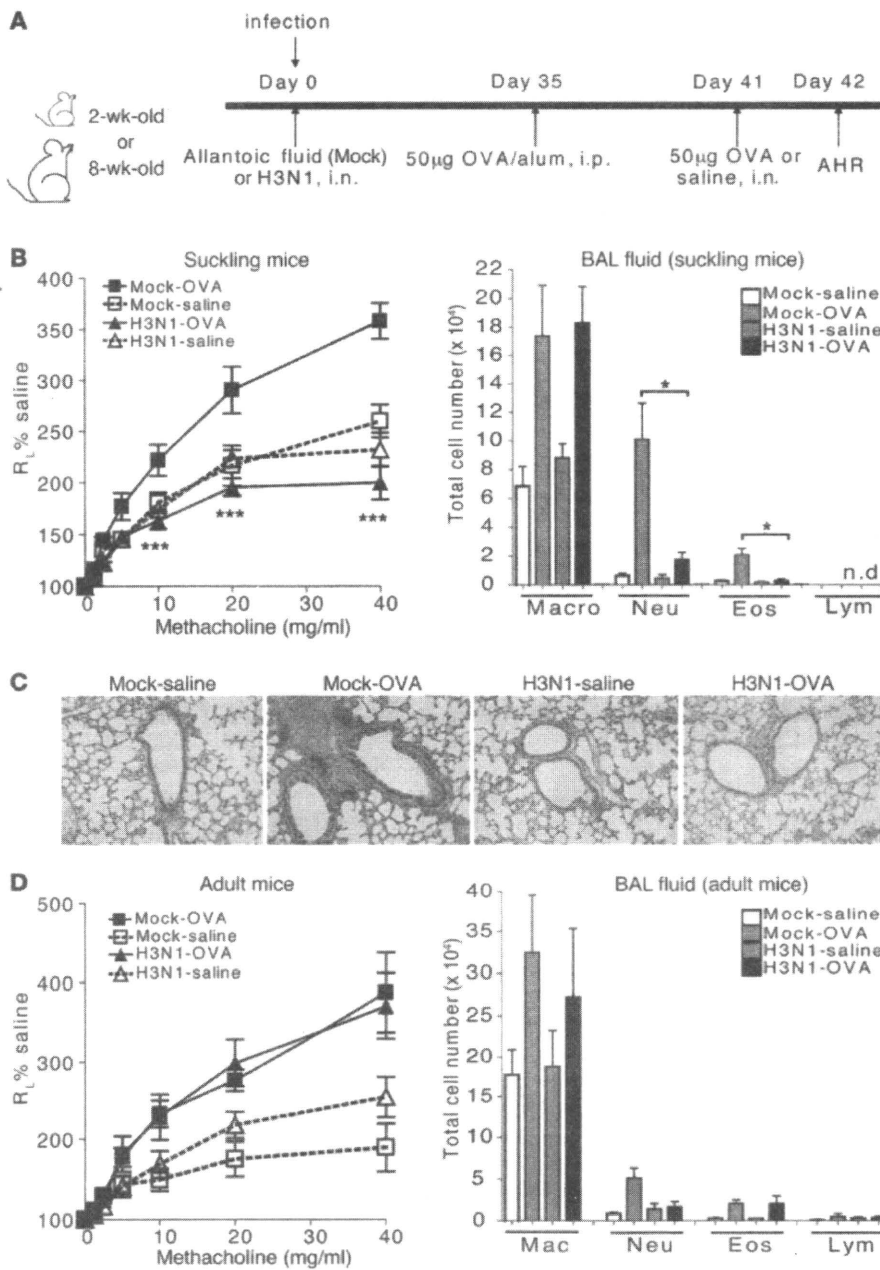 A
infection
Day 0 Day 35 Day 41 Day 42
2-wk-old
or
8-wk-old
Allantoic fluid (Mock)
or H3N1, i.n.
50µg OVA/alum, i.p.
50µg OVA or
saline, i.n.
AHR
B
Suckling mice
Mock-OVA
Mock-saline
H3N1-OVA
H3N1-saline
400
350
300
250
200
150
100
RL% saline
*** *** ***
0 10 20 30 40
Methacholine (mg/ml)
BAL fluid (suckling mice)
Mock-saline
Mock-OVA
H3N1-saline
H3N1-OVA
22
20
18
16
14
12
10
8
6
4
2
0
Total cell number (x 10⁴)
* *
n.d
Macro Neu Eos Lym
C
Mock-saline Mock-OVA H3N1-saline H3N1-OVA
D
Adult mice
Mock-OVA
Mock-saline
H3N1-OVA
H3N1-saline
500
400
300
200
100
RL% saline
0 10 20 30 40
Methacholine (mg/ml)
BAL fluid (adult mice)
Mock-saline
Mock-OVA
H3N1-saline
H3N1-OVA
40
35
30
25
20
15
10
5
0
Total cell number (x 10⁴)
Mac Neu Eos Lym